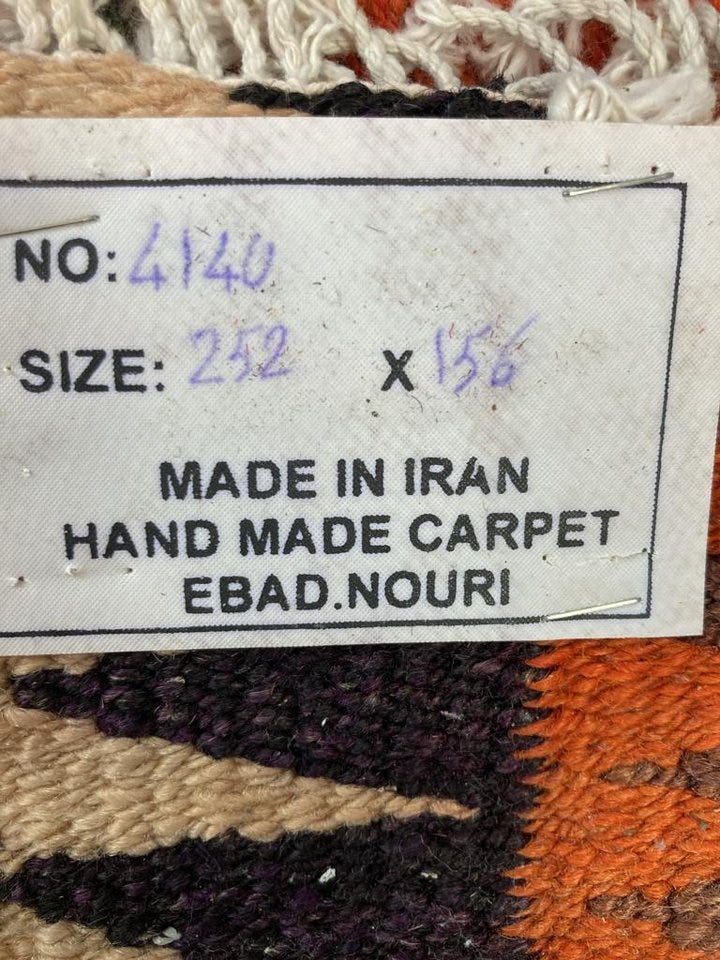 NO: 4140
SIZE: 252 X 156
MADE IN IRAN
HAND MADE CARPET
EBAD.NOURI